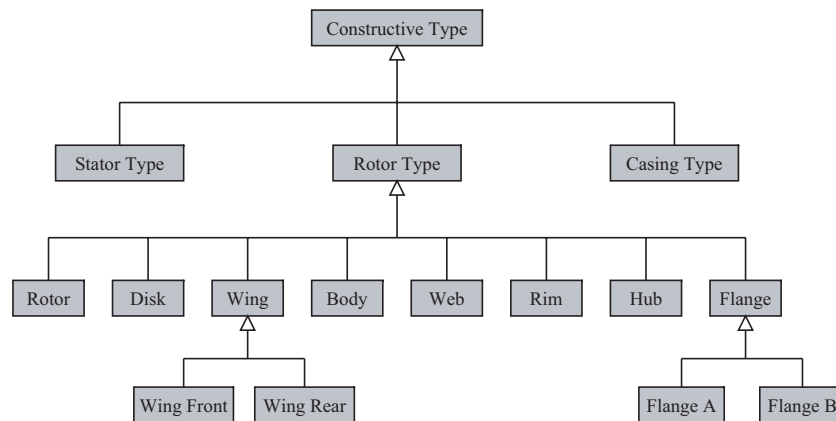 Constructive Type
Stator Type
Rotor Type
Casing Type
Rotor
Disk
Wing
Body
Web
Rim
Hub
Flange
Wing Front
Wing Rear
Flange A
Flange B